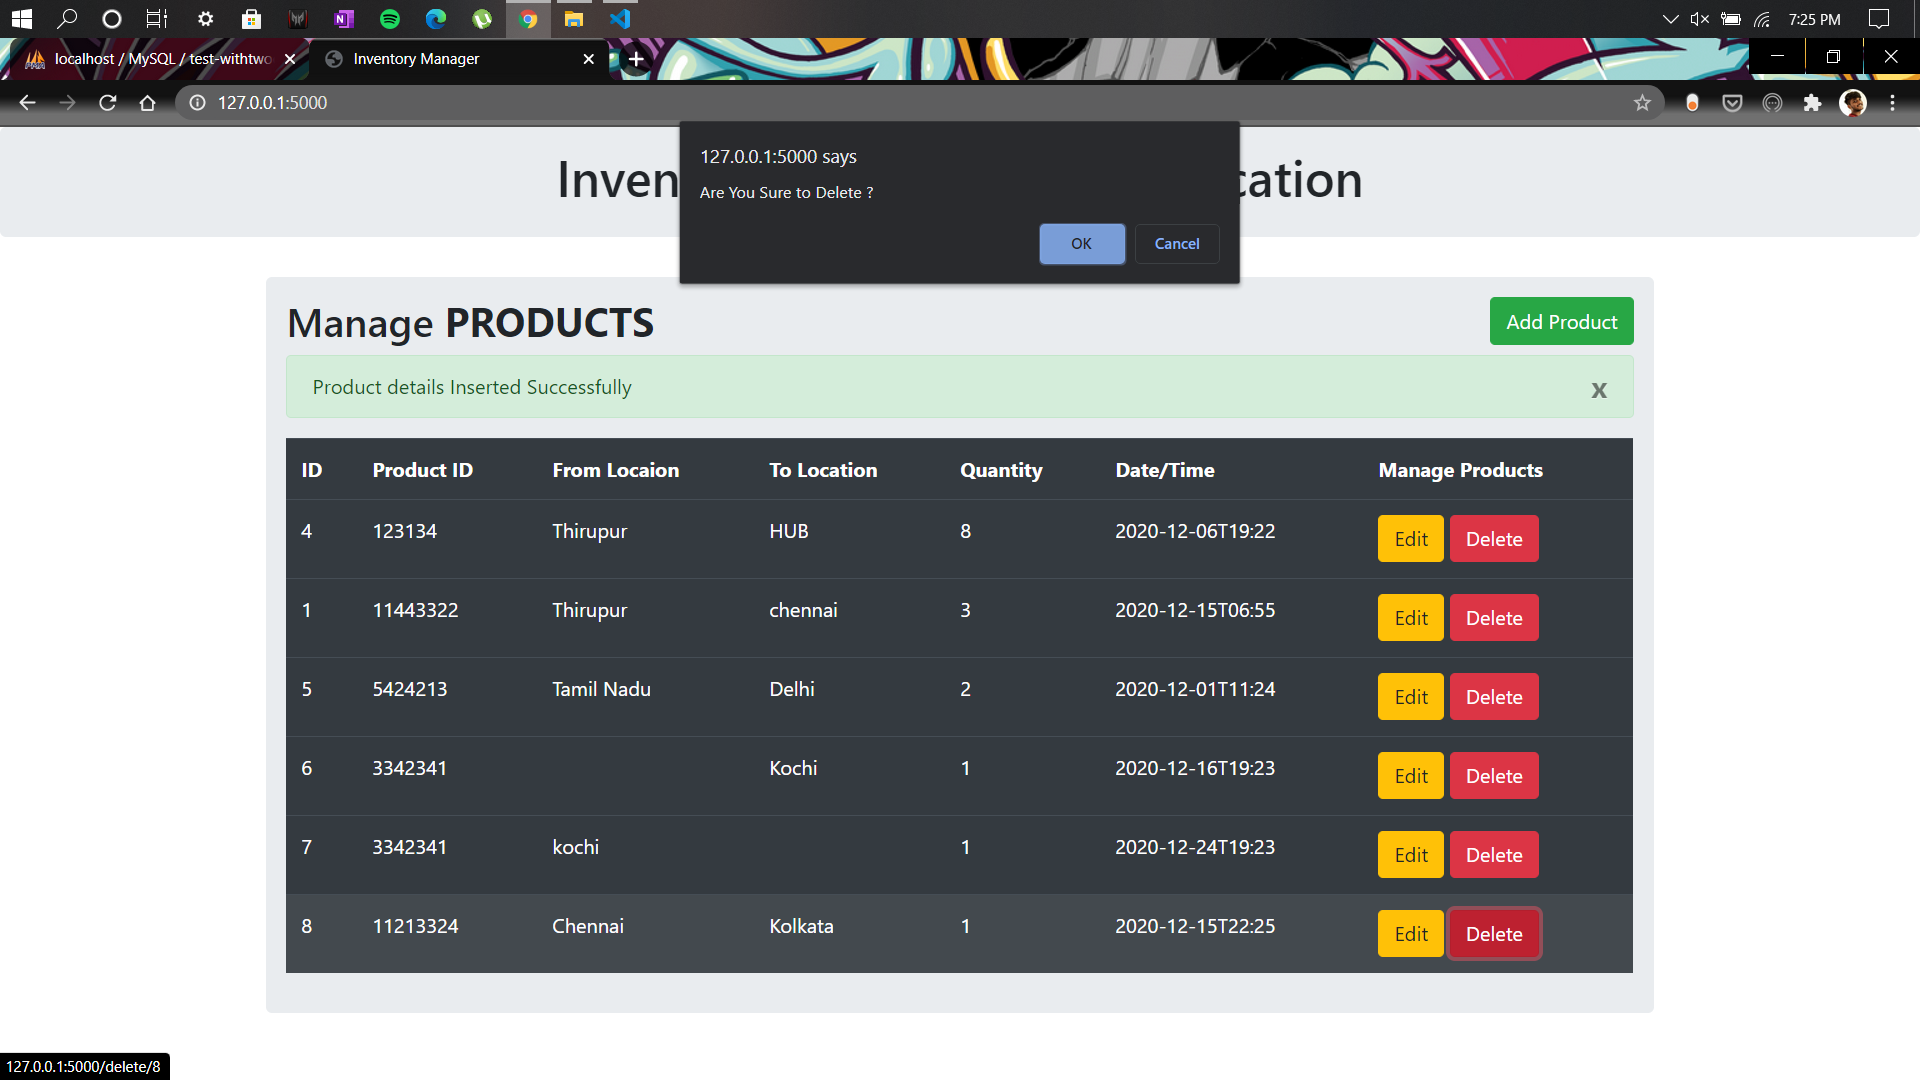 7:25 PM
localhost / MySQL / test-withtwo
Inventory Manager
127.0.0.1:5000
127.0.0.1:5000 says
Are You Sure to Delete ?
OK Cancel
Inven cation
Manage PRODUCTS
Add Product
Product details Inserted Successfully x
ID Product ID From Locaion To Location Quantity Date/Time Manage Products
4 123134 Thirupur HUB 8 2020-12-06T19:22 Edit Delete
1 11443322 Thirupur chennai 3 2020-12-15T06:55 Edit Delete
5 5424213 Tamil Nadu Delhi 2 2020-12-01T11:24 Edit Delete
6 3342341 Kochi 1 2020-12-16T19:23 Edit Delete
7 3342341 kochi 1 2020-12-24T19:23 Edit Delete
8 11213324 Chennai Kolkata 1 2020-12-15T22:25 Edit Delete
127.0.0.1:5000/delete/8